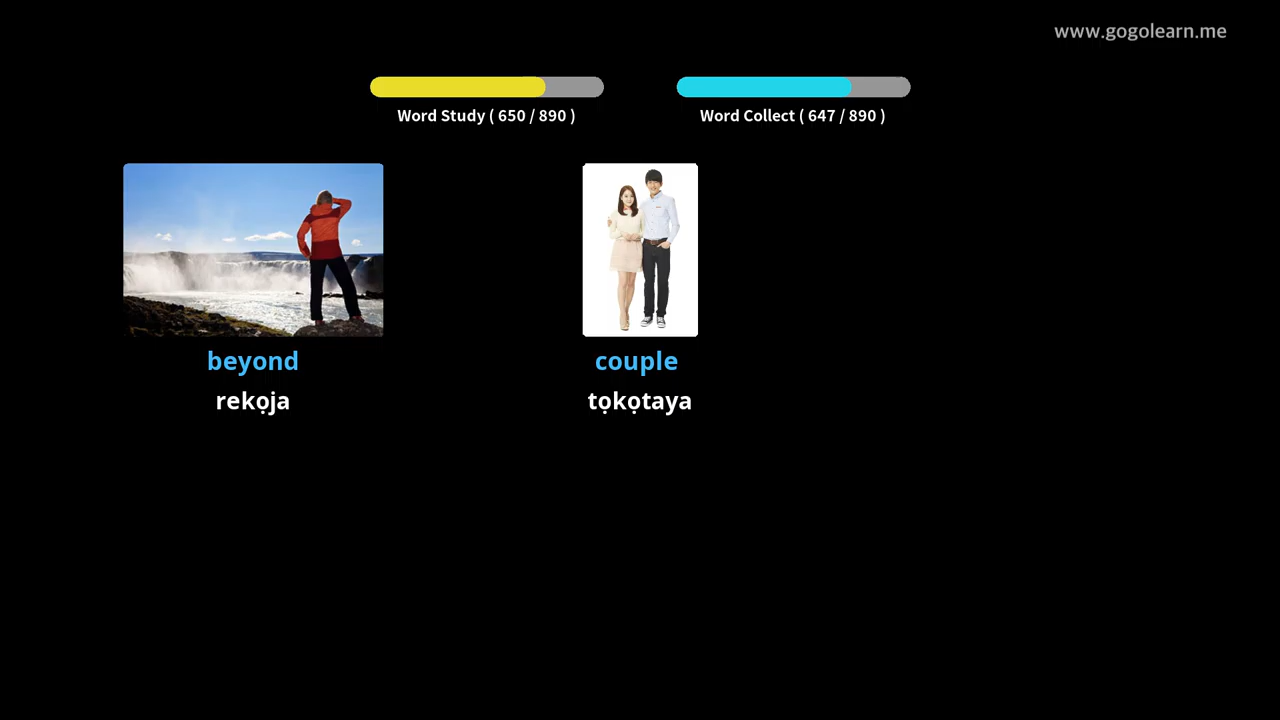 www.gogolearn.me
Word Study ( 650 / 890 )
Word Collect ( 647 / 890 )
beyond
rekọja
couple
tọkọtaya